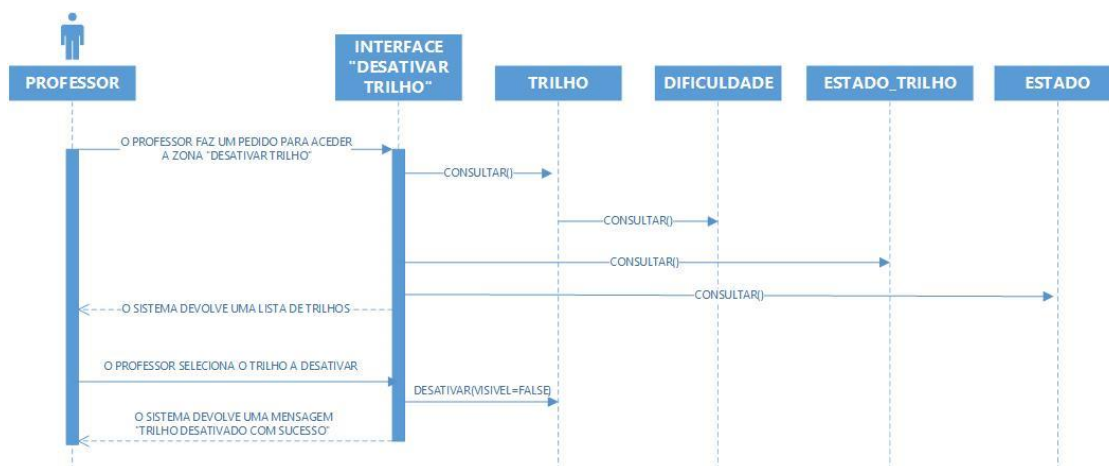 PROFESSOR
INTERFACE
"DESATIVAR
TRILHO"
TRILHO
DIFICULDADE
ESTADO_TRILHO
ESTADO
O PROFESSOR FAZ UM PEDIDO PARA ACEDER
A ZONA "DESATIVAR TRILHO"
CONSULTAR()
CONSULTAR()
CONSULTAR()
CONSULTAR()
O SISTEMA DEVOLVE UMA LISTA DE TRILHOS
O PROFESSOR SELECIONA O TRILHO A DESATIVAR
DESATIVAR(VISIVEL=FALSE)
O SISTEMA DEVOLVE UMA MENSAGEM
"TRILHO DESATIVADO COM SUCESSO"